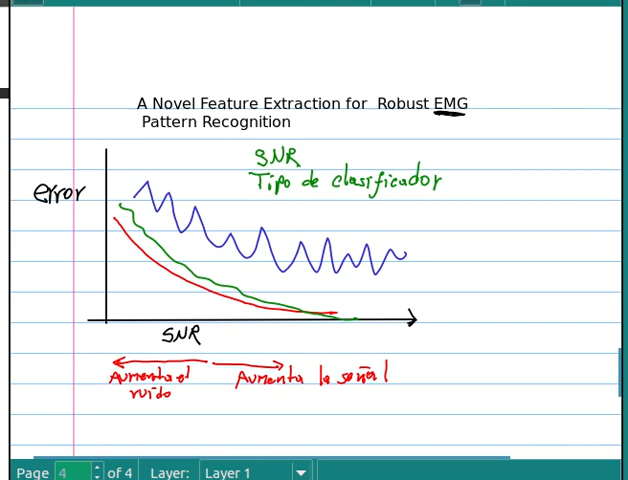 A Novel Feature Extraction for Robust EMG
Pattern Recognition
SNR
Tipo de clasificador
error
SNR
Aumenta el
ruido
Aumenta la señal
Page 4 of 4 Layer: Layer 1